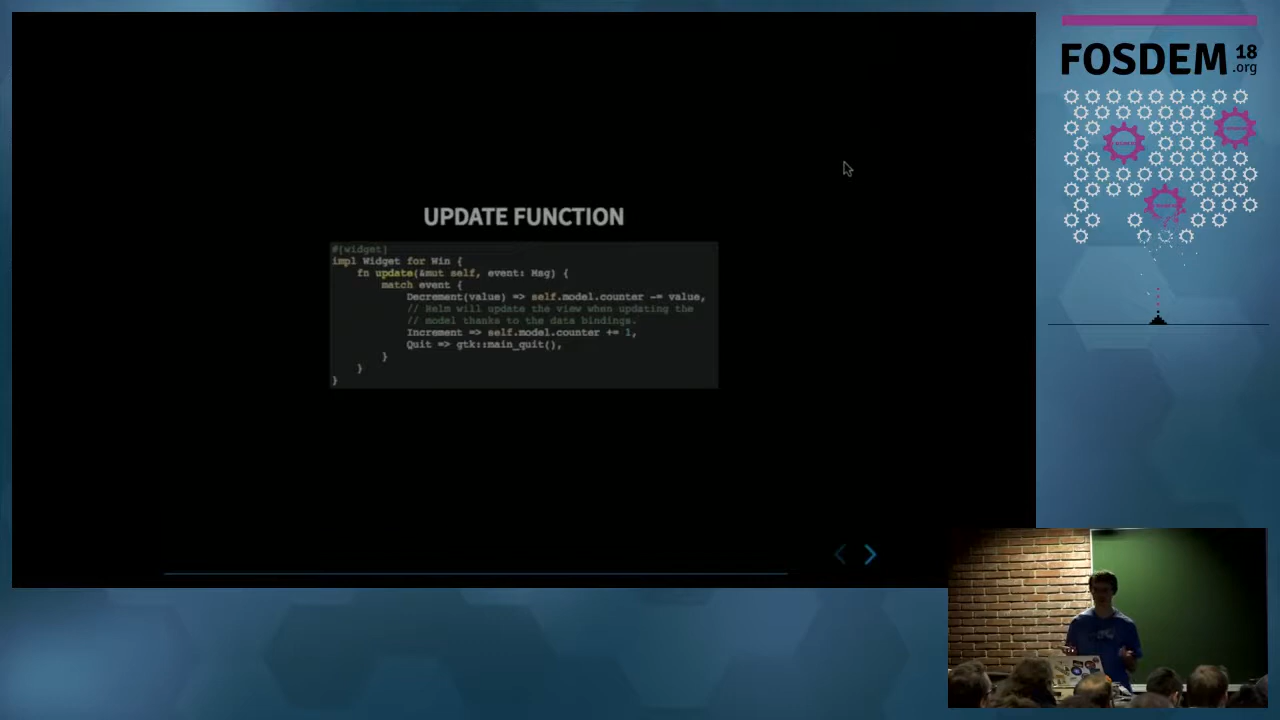 FOSDEM 18
.org
UPDATE FUNCTION
#[widget]
impl Widget for Win {
fn update(&mut self, event: Msg) {
match event {
Decrement(value) => self.model.counter -= value,
// Relm will update the view when updating the
// model thanks to the data bindings.
Increment => self.model.counter += 1,
Quit => gtk::main_quit(),
}
}
}